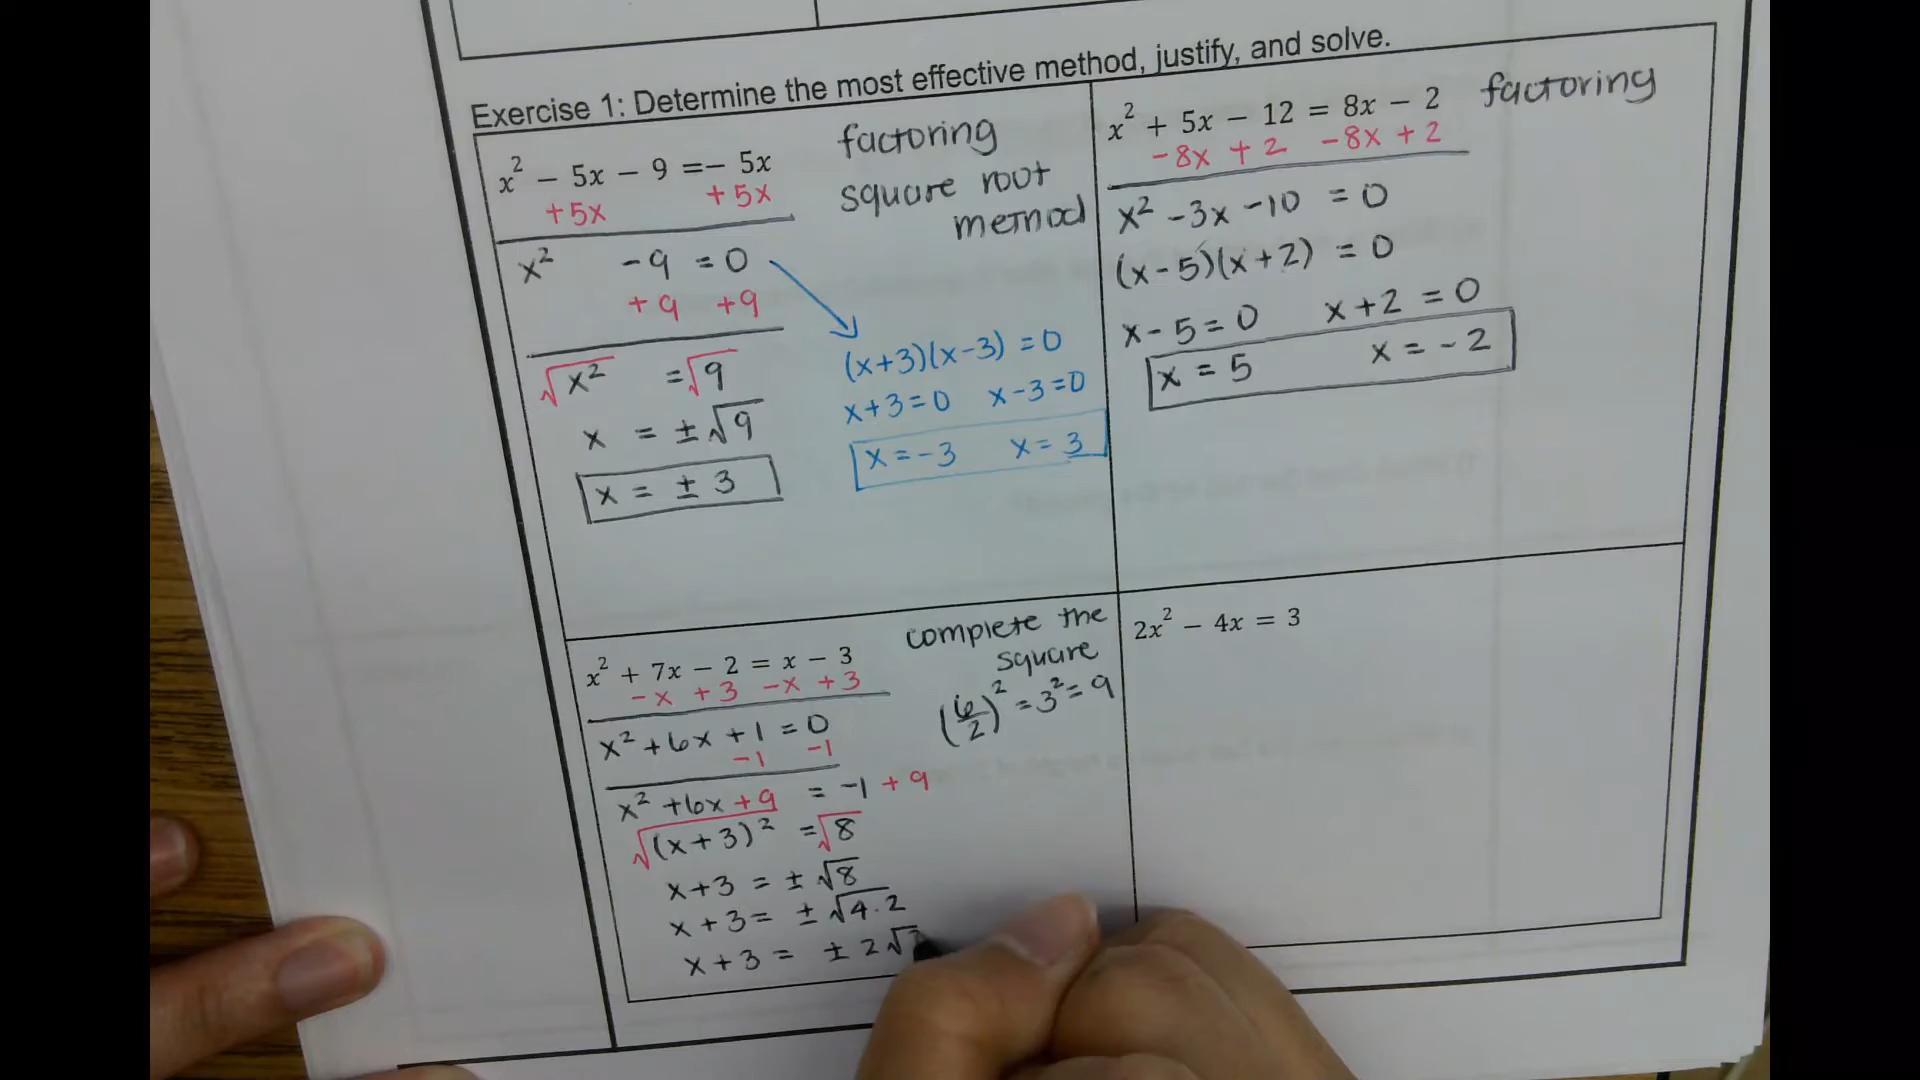 Exercise 1: Determine the most effective method, justify, and solve.
x² − 5x − 9 = − 5x
+5x +5x
factoring
square root
method
x² -9 = 0
+9 +9
√x² = √9
x = ±√9
x = ± 3
(x+3)(x-3) = 0
x+3=0 x-3=0
x=-3 x=3
x² + 5x − 12 = 8x − 2
factoring
-8x +2 -8x +2
x² -3x -10 = 0
(x-5)(x+2) = 0
x-5=0 x+2=0
x = 5 x = -2
x² + 7x − 2 = x − 3
complete the
square
-x +3 -x +3
(6/2)² = 3² = 9
x² +6x +1 = 0
-1 -1
x² +6x +9 = -1 + 9
√(x+3)² = √8
x+3 = ± √8
x+3 = ± √4·2
x+3 = ± 2√
2x² − 4x = 3